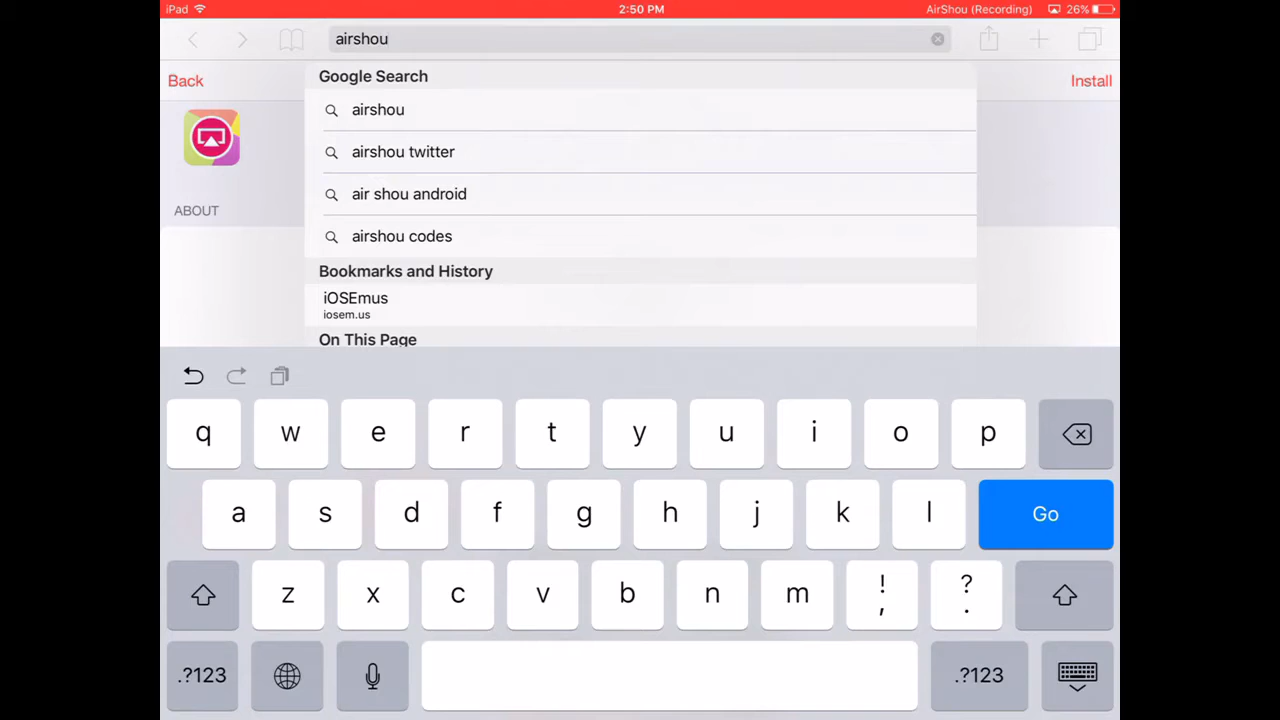 iPad 2:50 PM AirShou (Recording) 26%
airshou
Back Install
Google Search
airshou
airshou twitter
air shou android
airshou codes
ABOUT
Bookmarks and History
iOSEmus
iosem.us
On This Page
q w e r t y u i o p
a s d f g h j k l Go
z x c v b n m ! , ? .
.?123 .?123